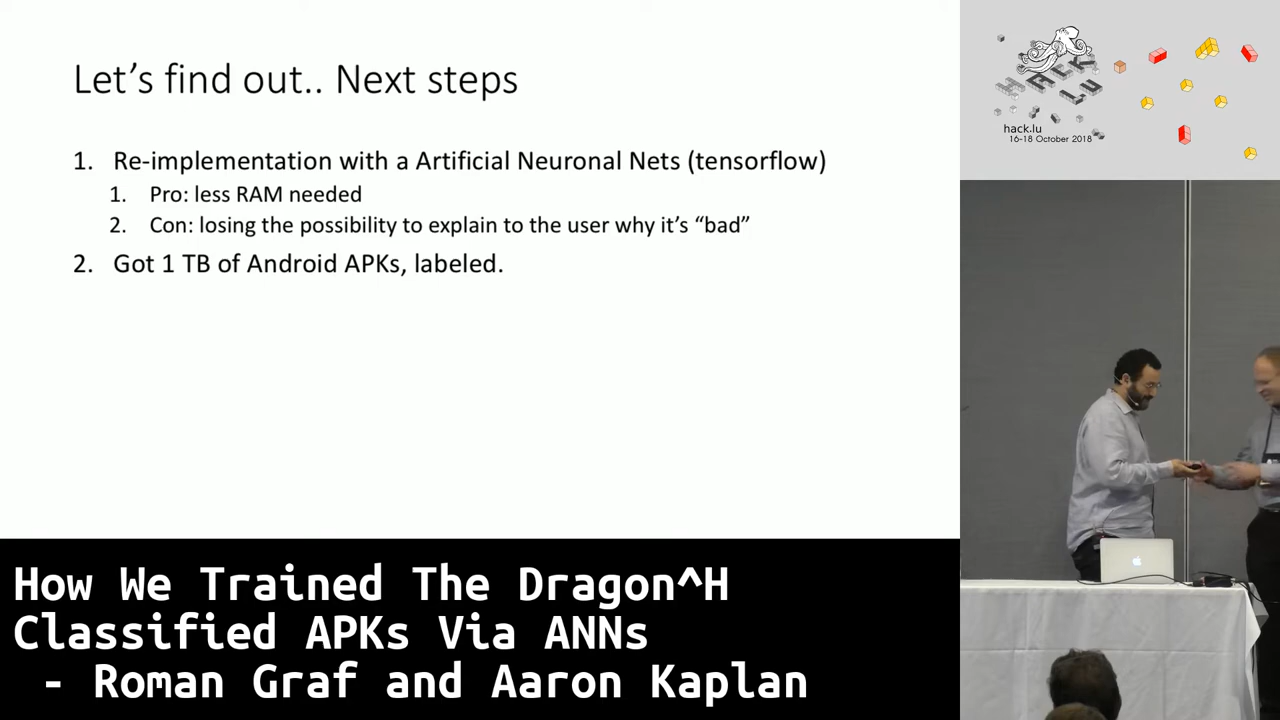 Let's find out.. Next steps
1. Re-implementation with a Artificial Neuronal Nets (tensorflow)
1. Pro: less RAM needed
2. Con: losing the possibility to explain to the user why it's “bad”
2. Got 1 TB of Android APKs, labeled.
How We Trained The Dragon^H
Classified APKs Via ANNs
- Roman Graf and Aaron Kaplan
HACK
LU
hack.lu
16-18 October 2018